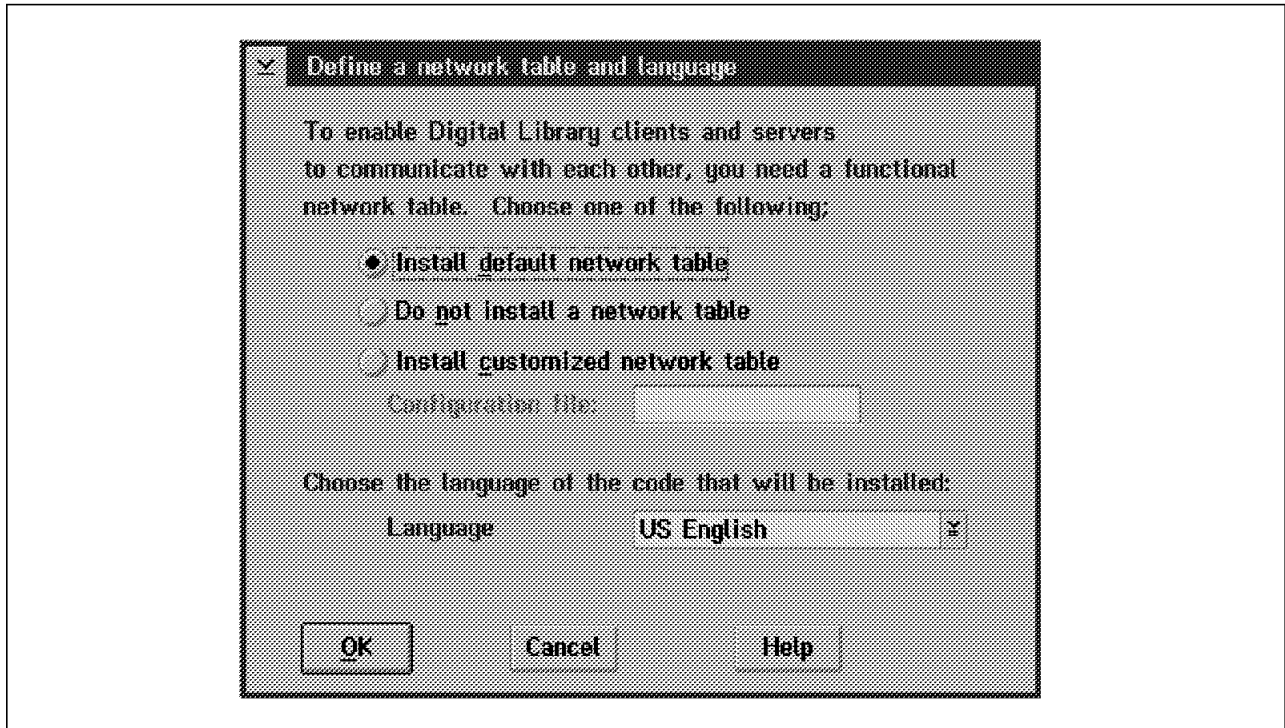 Define a network table and language
To enable Digital Library clients and servers
to communicate with each other, you need a functional
network table. Choose one of the following;
Install default network table
Do not install a network table
Install customized network table
Configuration file:
Choose the language of the code that will be installed:
Language US English
OK Cancel Help